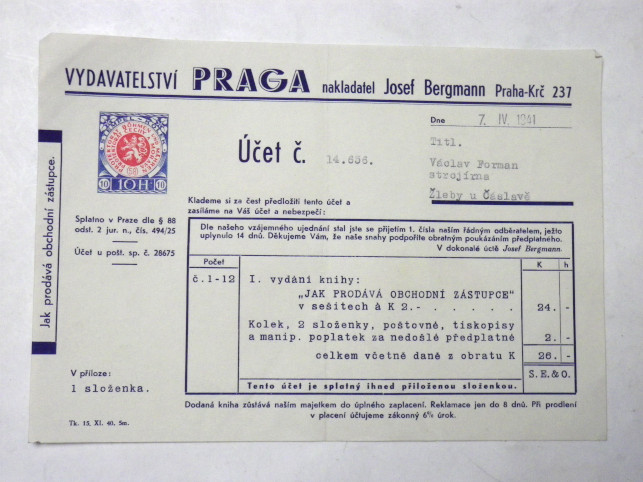 VYDAVATELSTVÍ PRAGA nakladatel Josef Bergmann Praha-Krč 237
Dne 7. IV. 1941
Titl.
Václav Forman
strojírna
Žleby u Čáslavě
Účet č. 14.656.
10 10H 10
Klademe si za čest předložiti tento účet a
zasíláme na Váš účet a nebezpečí:
Splatno v Praze dle § 88
odst. 2 jur. n., čís. 494/25
Účet u pošt. sp. č. 28675
Jak prodává obchodní zástupce.
Dle našeho vzájemného ujednání stal jste se přijetím 1. čísla naším řádným odběratelem, ježto
uplynulo 14 dnů. Děkujeme Vám, že naše snahy podpoříte obratným poukázáním předplatného.
V dokonalé úctě Josef Bergmann
Počet K h
č.1-12 I. vydání knihy:
„JAK PRODÁVÁ OBCHODNÍ ZÁSTUPCE"
v sešitech à K 2.- . . . . . 24. -
Kolek, 2 složenky, poštovné, tiskopisy
a manip. poplatek za nedošlé předplatné 2. -
celkem včetně daně z obratu K 26. -
S. E. & O.
Tento účet je splatný ihned přiloženou složenkou.
V příloze:
1 složenka.
Dodaná kniha zůstává naším majetkem do úplného zaplacení. Reklamace jen do 8 dnů. Při prodlení
v placení účtujeme zákonný 6% úrok.
Tk. 15. XI. 40. Sm.